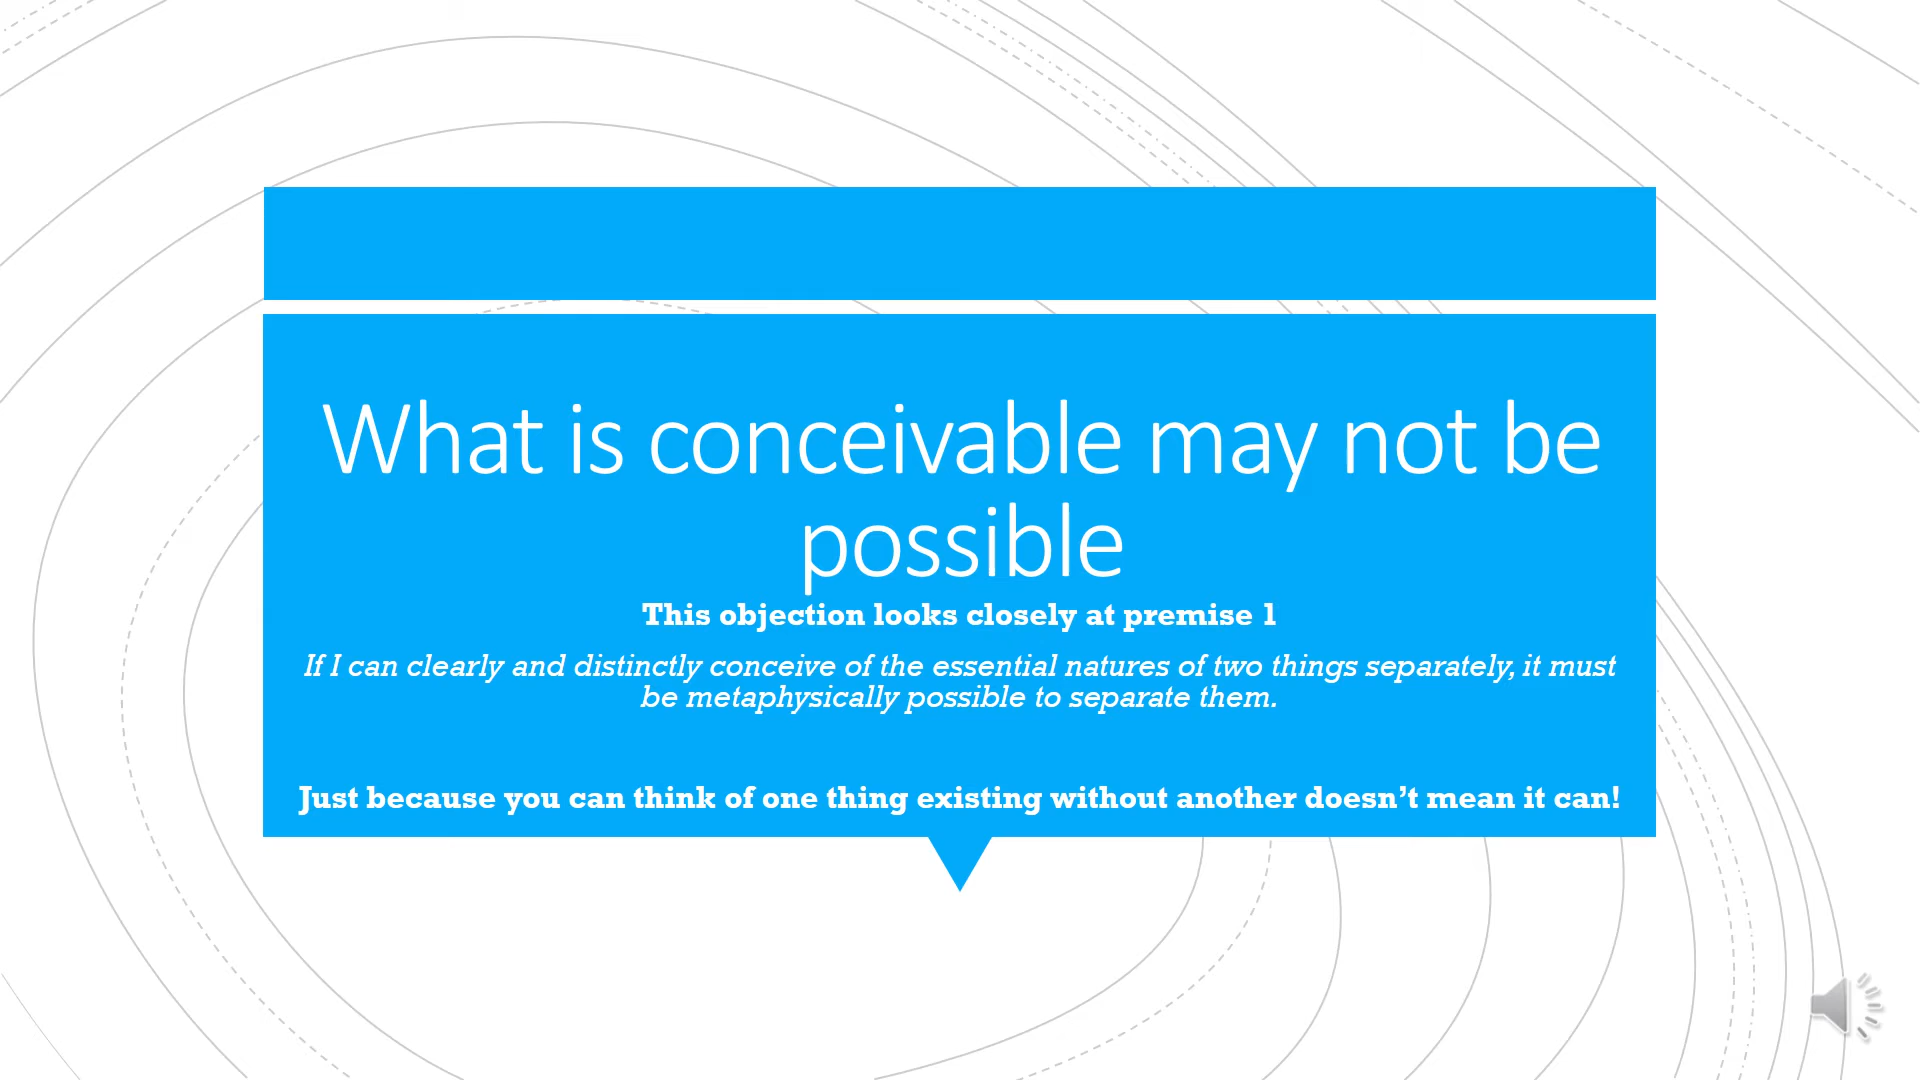 What is conceivable may not be
possible
This objection looks closely at premise 1
If I can clearly and distinctly conceive of the essential natures of two things separately, it must
be metaphysically possible to separate them.
Just because you can think of one thing existing without another doesn’t mean it can!